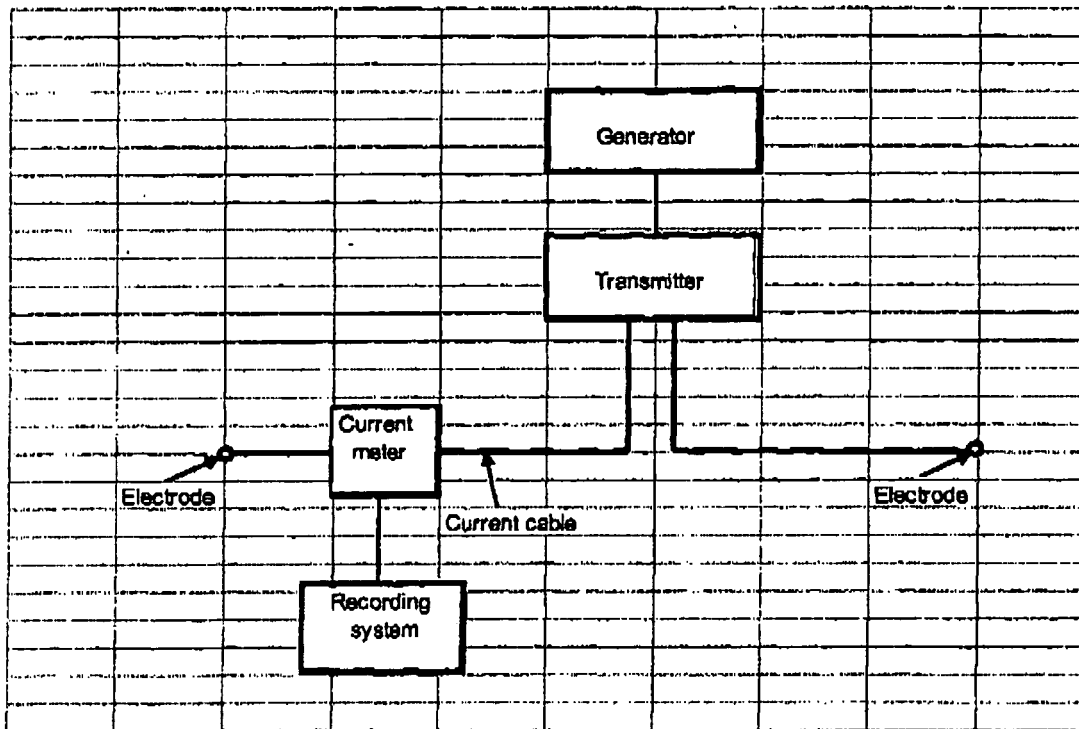 Generator
Transmitter
Current
meter
Electrode
Current cable
Electrode
Recording
system